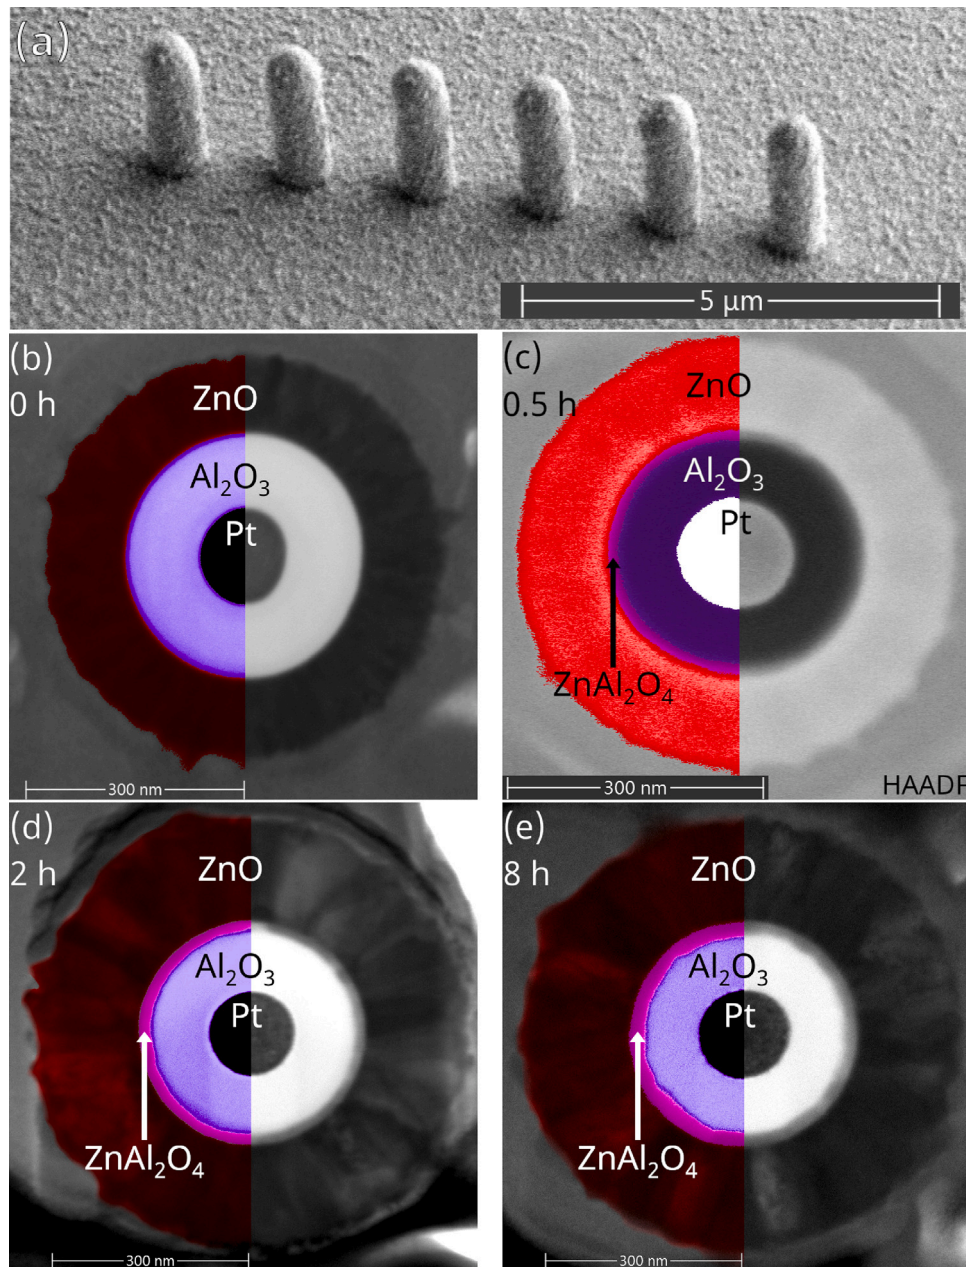 (a)
5 µm
(b)
0 h
ZnO
Al₂O₃
Pt
300 nm
(c)
0.5 h
ZnO
Al₂O₃
Pt
ZnAl₂O₄
300 nm
HAADF
(d)
2 h
ZnO
Al₂O₃
Pt
ZnAl₂O₄
300 nm
(e)
8 h
ZnO
Al₂O₃
Pt
ZnAl₂O₄
300 nm